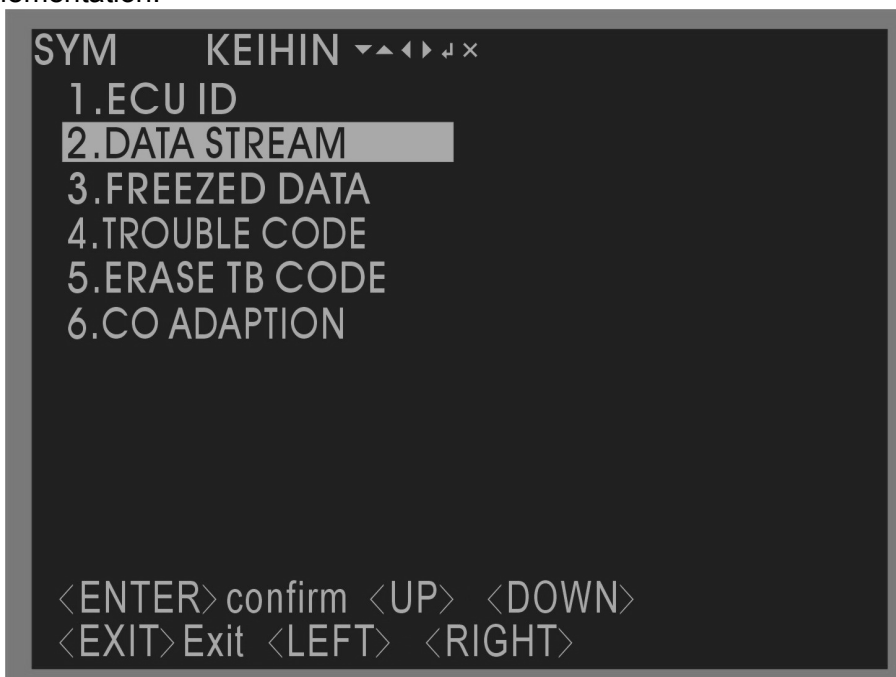 SYM KEIHIN ▼▲◀▶↲×
1.ECU ID
2.DATA STREAM
3.FREEZED DATA
4.TROUBLE CODE
5.ERASE TB CODE
6.CO ADAPTION
<ENTER> confirm <UP> <DOWN>
<EXIT> Exit <LEFT> <RIGHT>